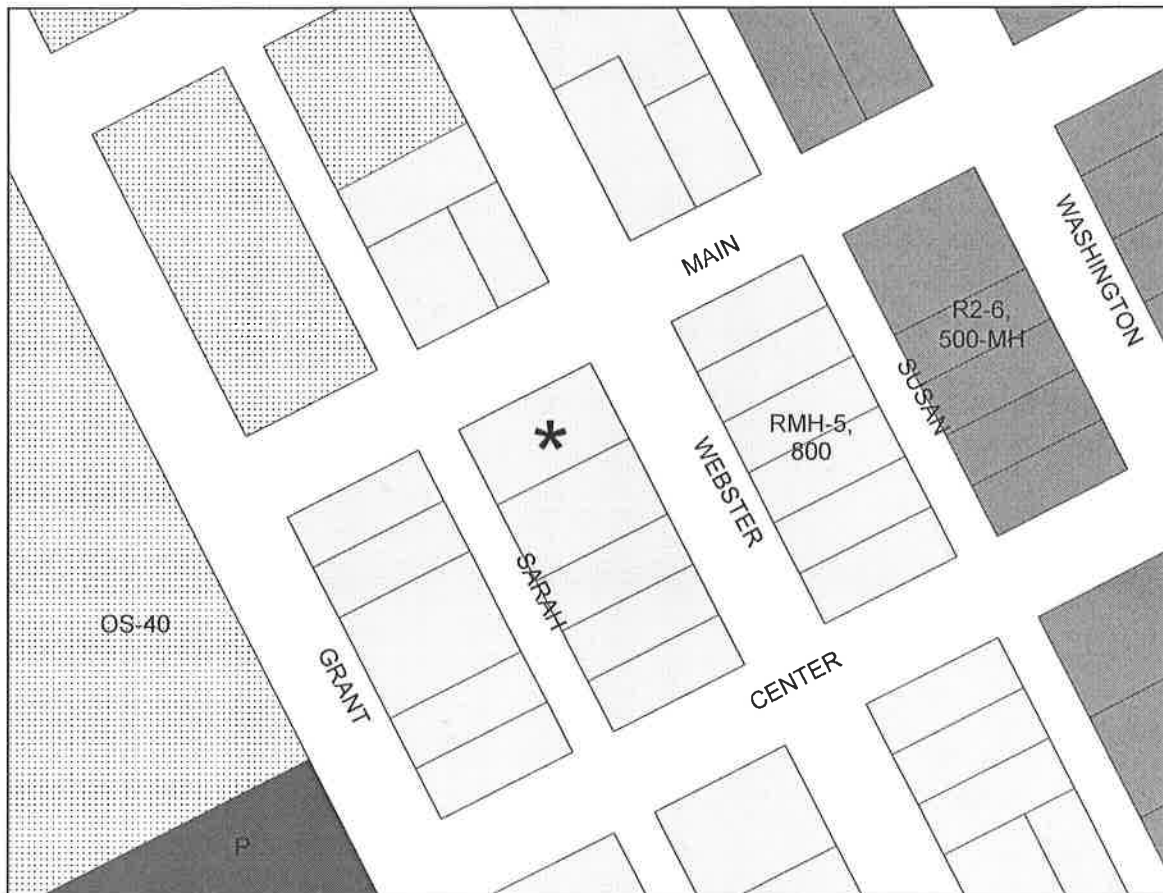 MAIN
WASHINGTON
R2-6,
500-MH
SUSAN
RMH-5,
800
*
WEBSTER
SARAH
OS-40
GRANT
CENTER
P